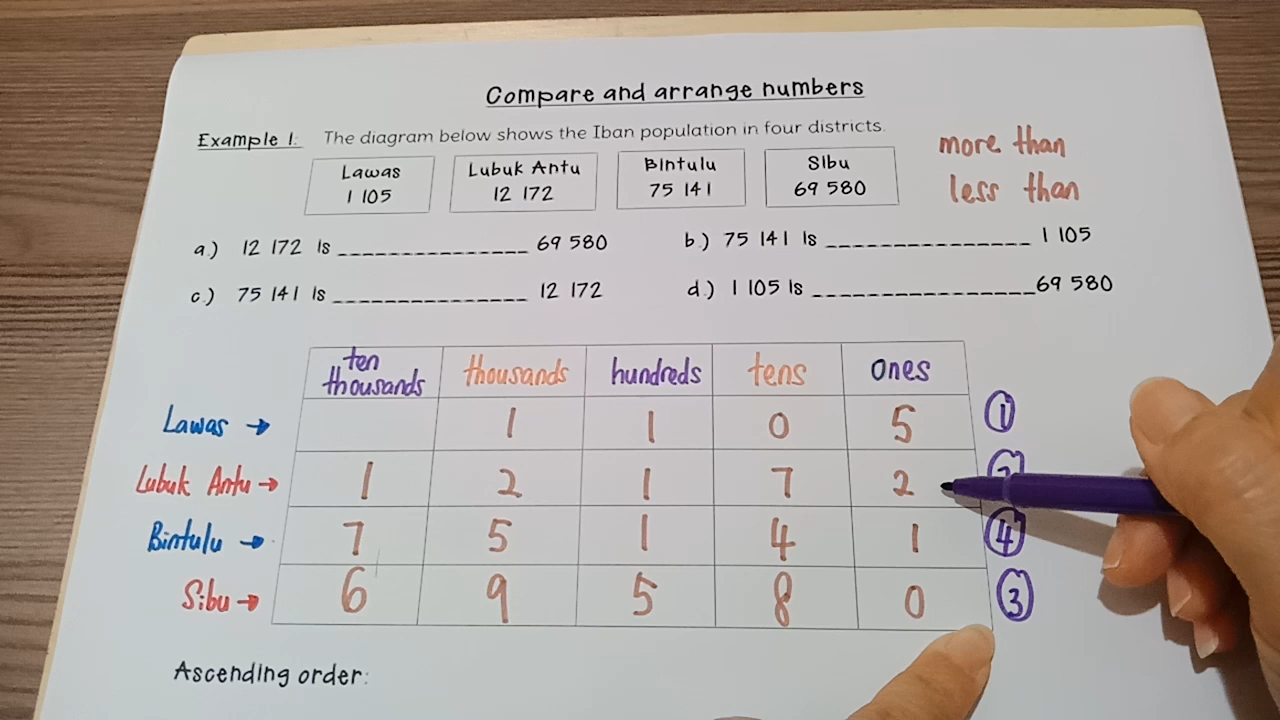 Compare and arrange numbers
Example 1: The diagram below shows the Iban population in four districts.
more than
less than
Lawas
1 105
Lubuk Antu
12 172
Bintulu
75 141
Sibu
69 580
a.) 12 172 is _______________ 69 580
b.) 75 141 is _______________ 1 105
c.) 75 141 is _______________ 12 172
d.) 1 105 is _______________ 69 580
ten thousands thousands hundreds tens ones
Lawas → 1 1 0 5 ①
Lubuk Antu → 1 2 1 7 2
Bintulu → 7 5 1 4 1 ④
Sibu → 6 9 5 8 0 ③
Ascending order: